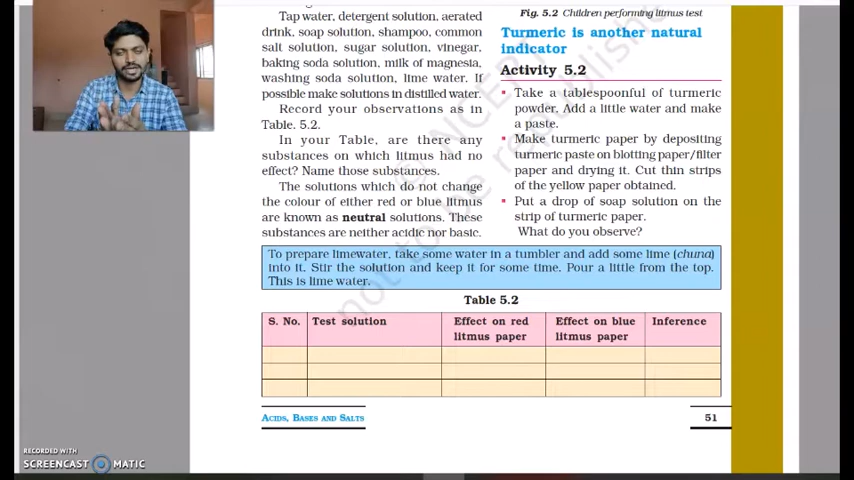 Tap water, detergent solution, aerated
drink, soap solution, shampoo, common
salt solution, sugar solution, vinegar,
baking soda solution, milk of magnesia,
washing soda solution, lime water. If
possible make solutions in distilled water.
Record your observations as in
Table. 5.2.
In your Table, are there any
substances on which litmus had no
effect? Name those substances.
The solutions which do not change
the colour of either red or blue litmus
are known as neutral solutions. These
substances are neither acidic nor basic.
Fig. 5.2 Children performing litmus test
Turmeric is another natural
indicator
Activity 5.2
Take a tablespoonful of turmeric
powder. Add a little water and make
a paste.
Make turmeric paper by depositing
turmeric paste on blotting paper/filter
paper and drying it. Cut thin strips
of the yellow paper obtained.
Put a drop of soap solution on the
strip of turmeric paper.
What do you observe?
To prepare limewater, take some water in a tumbler and add some lime (chuna)
into it. Stir the solution and keep it for some time. Pour a little from the top.
This is lime water.
Table 5.2
S. No. Test solution Effect on red litmus paper Effect on blue litmus paper Inference
ACIDS, BASES AND SALTS
51
© NCERT
not to be republished
RECORDED WITH
SCREENCAST MATIC